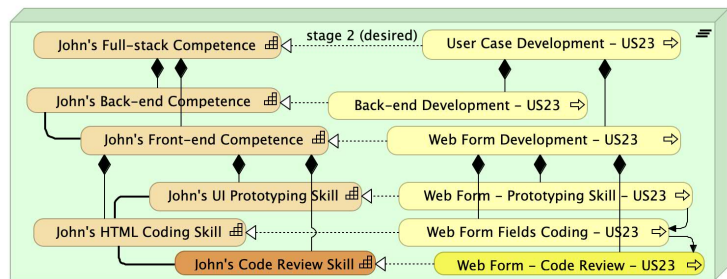 John's Full-stack Competence
stage 2 (desired)
User Case Development – US23
John's Back-end Competence
Back-end Development – US23
John's Front-end Competence
Web Form Development – US23
John's UI Prototyping Skill
Web Form – Prototyping Skill – US23
John's HTML Coding Skill
Web Form Fields Coding – US23
John's Code Review Skill
Web Form – Code Review – US23